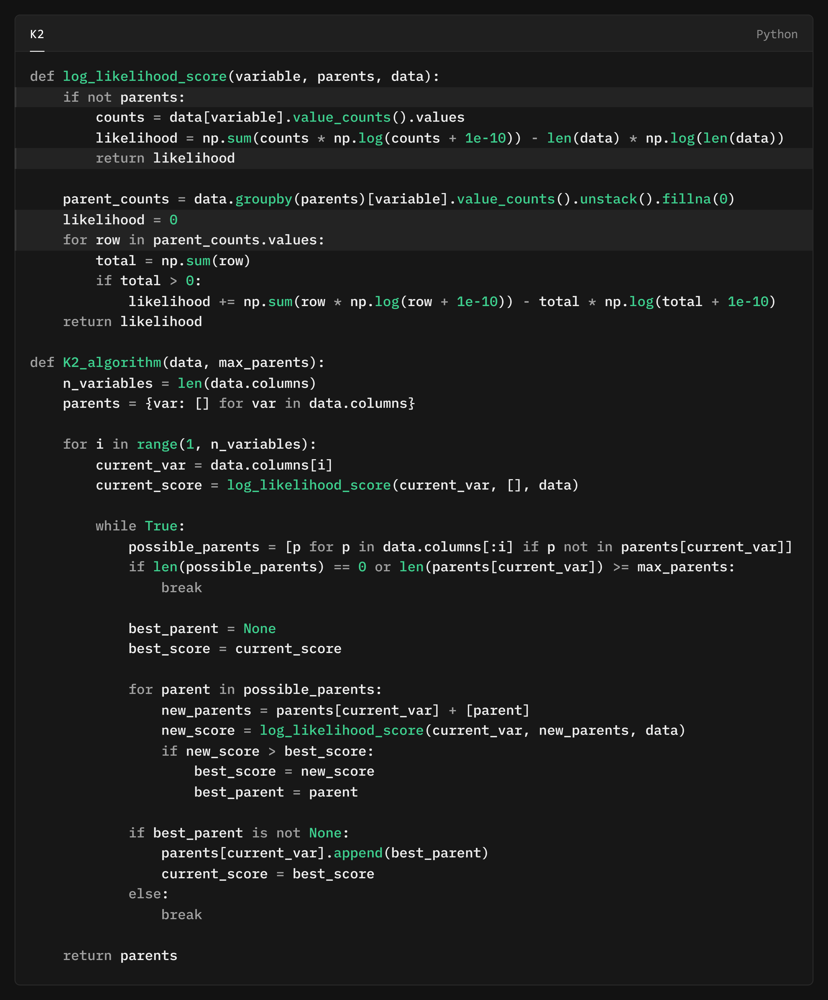 K2
Python
def log_likelihood_score(variable, parents, data):
    if not parents:
        counts = data[variable].value_counts().values
        likelihood = np.sum(counts * np.log(counts + 1e-10)) - len(data) * np.log(len(data))
        return likelihood

    parent_counts = data.groupby(parents)[variable].value_counts().unstack().fillna(0)
    likelihood = 0
    for row in parent_counts.values:
        total = np.sum(row)
        if total > 0:
            likelihood += np.sum(row * np.log(row + 1e-10)) - total * np.log(total + 1e-10)
    return likelihood

def K2_algorithm(data, max_parents):
    n_variables = len(data.columns)
    parents = {var: [] for var in data.columns}

    for i in range(1, n_variables):
        current_var = data.columns[i]
        current_score = log_likelihood_score(current_var, [], data)

        while True:
            possible_parents = [p for p in data.columns[:i] if p not in parents[current_var]]
            if len(possible_parents) == 0 or len(parents[current_var]) >= max_parents:
                break

            best_parent = None
            best_score = current_score

            for parent in possible_parents:
                new_parents = parents[current_var] + [parent]
                new_score = log_likelihood_score(current_var, new_parents, data)
                if new_score > best_score:
                    best_score = new_score
                    best_parent = parent

            if best_parent is not None:
                parents[current_var].append(best_parent)
                current_score = best_score
            else:
                break

    return parents